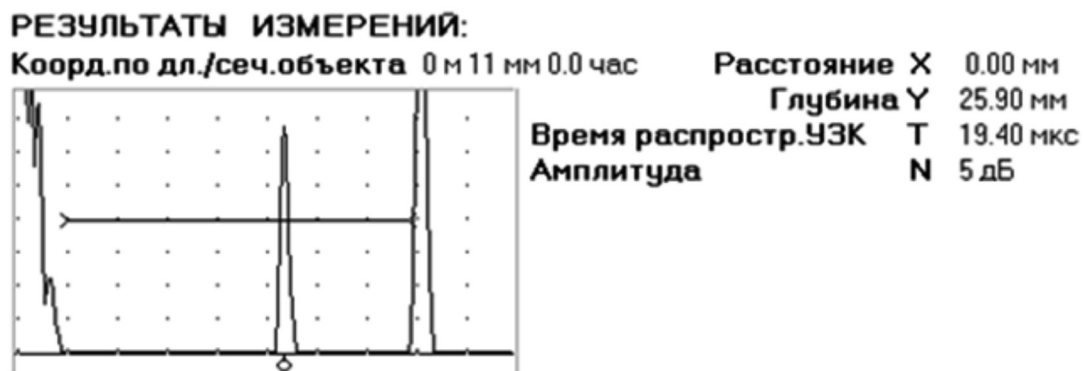 РЕЗУЛЬТАТЫ ИЗМЕРЕНИЙ:
Коорд.по дл./сеч.объекта 0 м 11 мм 0.0 час
Расстояние X 0.00 мм
Глубина Y 25.90 мм
Время распростр.УЗК T 19.40 мкс
Амплитуда N 5 дБ